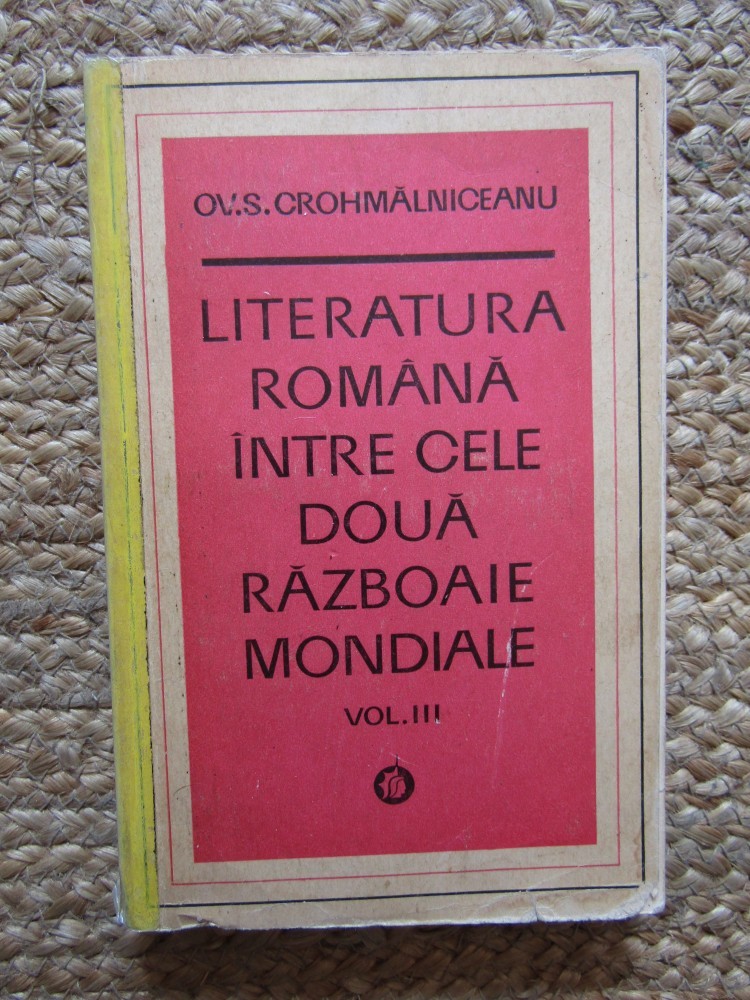 OV.S.CROHMĂLNICEANU
LITERATURA
ROMÂNĂ
ÎNTRE CELE
DOUĂ
RĂZBOAIE
MONDIALE
VOL.III